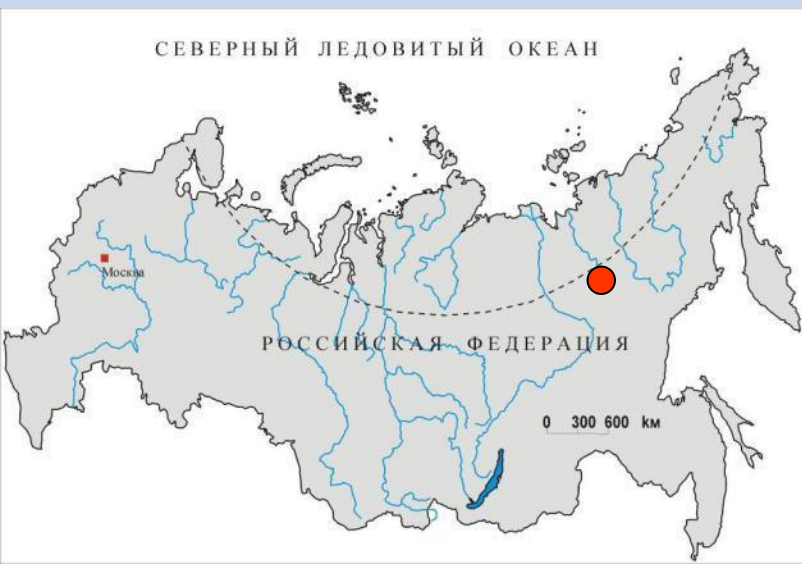 СЕВЕРНЫЙ ЛЕДОВИТЫЙ ОКЕАН
Москва
РОССИЙСКАЯ ФЕДЕРАЦИЯ
0 300 600 км